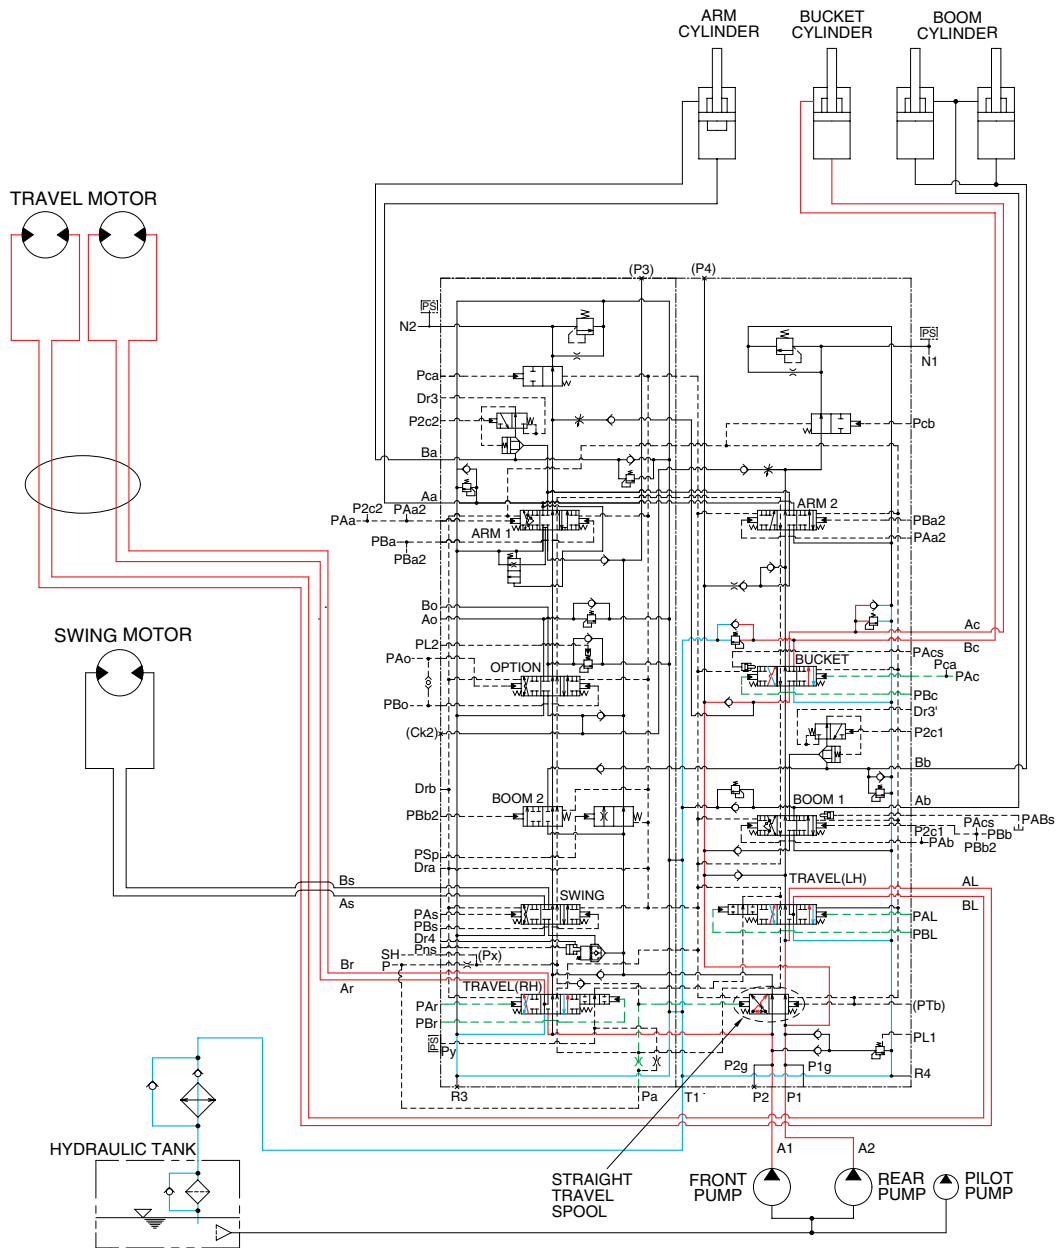 ARM
CYLINDER
BUCKET
CYLINDER
BOOM
CYLINDER
TRAVEL MOTOR
(P3)
(P4)
[PS]
N2
[PS]
N1
Pca
Dr3
P2c2
Pcb
Ba
Aa
P2c2
PAa2
PAa
ARM 1
ARM 2
PBa2
PBa
PAa2
PBa2
Bo
Ao
Ac
SWING MOTOR
PL2
Bc
PAcs
PAo
OPTION
BUCKET
Pca
PAc
PBo
PBc
Dr3'
(Ck2)
P2c1
Bb
Drb
BOOM 2
BOOM 1
Ab
PBb2
P2c1
PAcs
PABs
PBb
PAb
PBb2
PSp
Dra
Bs
TRAVEL(LH)
AL
As
SWING
BL
PAs
PAL
PBs
PBL
Dr4
Pns
SH
(Px)
P
Br
TRAVEL(RH)
Ar
PAr
(PTb)
PBr
[PS]
Py
PL1
P2g
P1g
R4
R3
Pa
T1
P2
P1
HYDRAULIC TANK
A1
A2
STRAIGHT
TRAVEL
SPOOL
FRONT
PUMP
REAR
PUMP
PILOT
PUMP